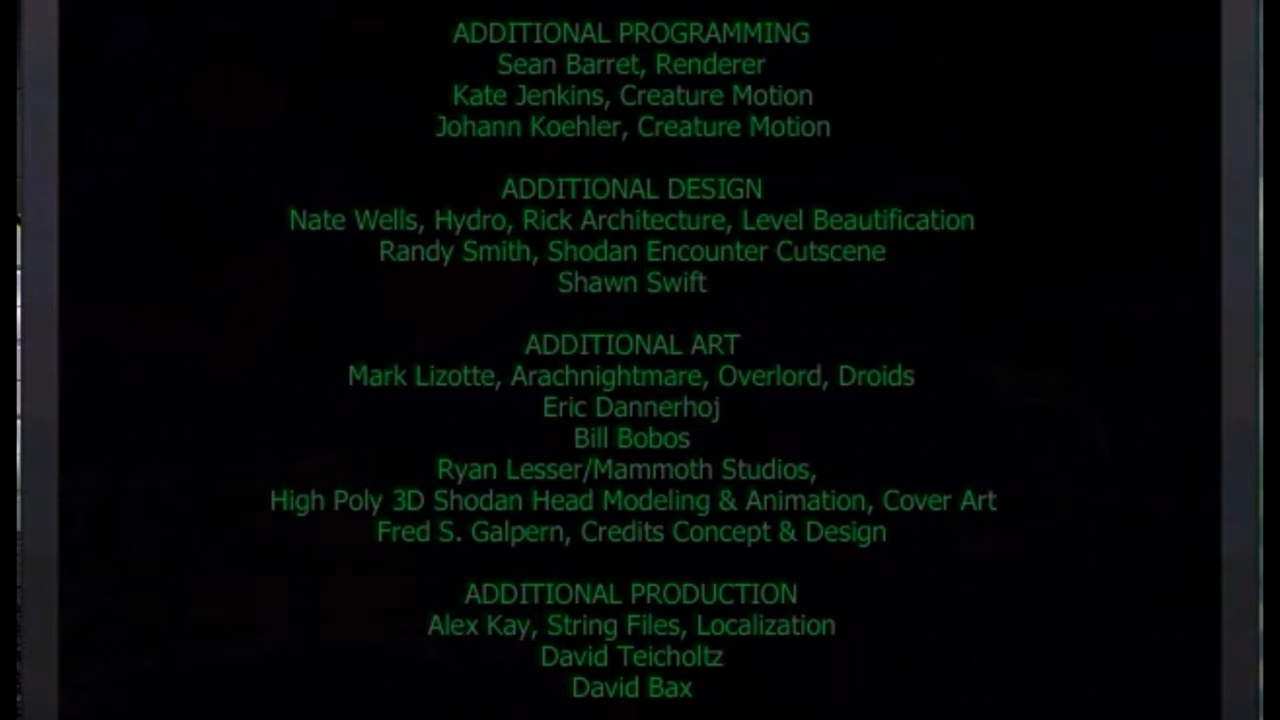 ADDITIONAL PROGRAMMING
Sean Barret, Renderer
Kate Jenkins, Creature Motion
Johann Koehler, Creature Motion
ADDITIONAL DESIGN
Nate Wells, Hydro, Rick Architecture, Level Beautification
Randy Smith, Shodan Encounter Cutscene
Shawn Swift
ADDITIONAL ART
Mark Lizotte, Arachnightmare, Overlord, Droids
Eric Dannerhoj
Bill Bobos
Ryan Lesser/Mammoth Studios,
High Poly 3D Shodan Head Modeling & Animation, Cover Art
Fred S. Galpern, Credits Concept & Design
ADDITIONAL PRODUCTION
Alex Kay, String Files, Localization
David Teicholtz
David Bax